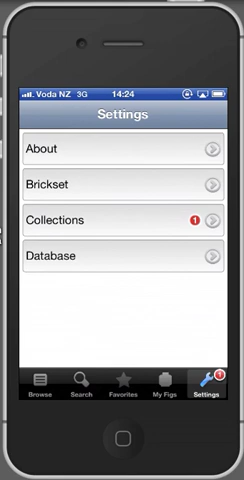 Voda NZ 3G 14:24
Settings
About
Brickset
Collections 1
Database
1
Browse Search Favorites My Figs Settings